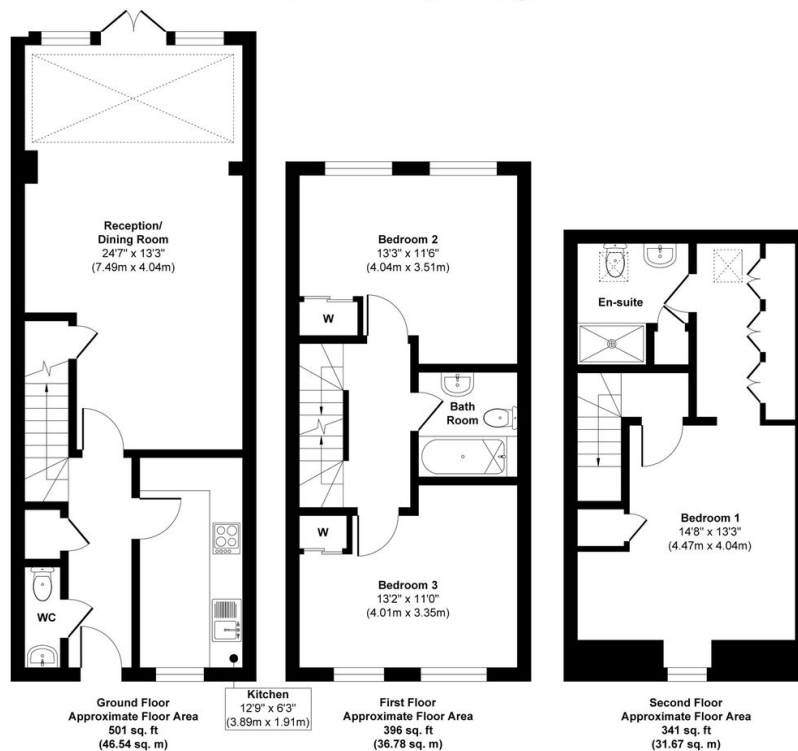 Reception/
Dining Room
24'7" x 13'3"
(7.49m x 4.04m)
WC
Kitchen
12'9" x 6'3"
(3.89m x 1.91m)
Ground Floor
Approximate Floor Area
501 sq. ft
(46.54 sq. m)
Bedroom 2
13'3" x 11'6"
(4.04m x 3.51m)
W
Bath
Room
W
Bedroom 3
13'2" x 11'0"
(4.01m x 3.35m)
First Floor
Approximate Floor Area
396 sq. ft
(36.78 sq. m)
En-suite
Bedroom 1
14'8" x 13'3"
(4.47m x 4.04m)
Second Floor
Approximate Floor Area
341 sq. ft
(31.67 sq. m)